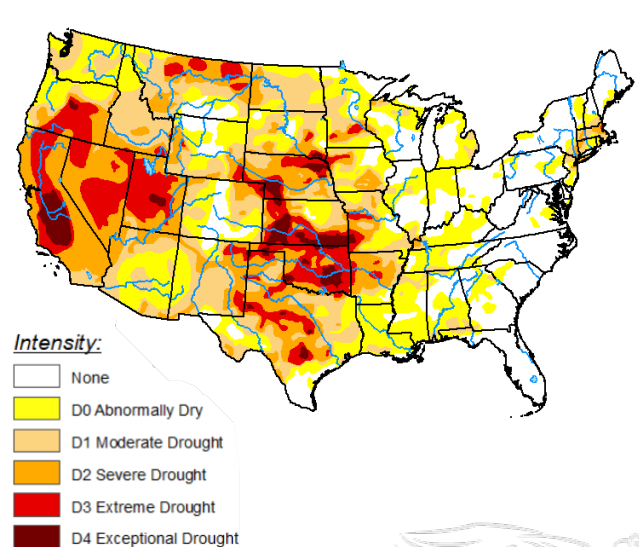 Intensity:
None
D0 Abnormally Dry
D1 Moderate Drought
D2 Severe Drought
D3 Extreme Drought
D4 Exceptional Drought